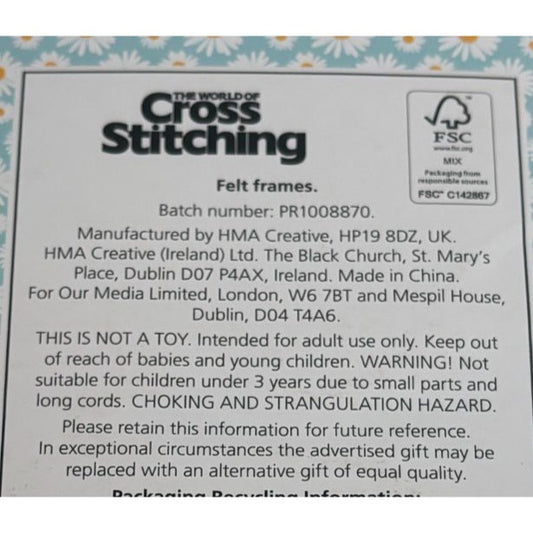 THE WORLD OF
Cross
Stitching
FSC
www.fsc.org
MIX
Packaging from
responsible sources
FSC™ C142867
Felt frames.
Batch number: PR1008870.
Manufactured by HMA Creative, HP19 8DZ, UK.
HMA Creative (Ireland) Ltd. The Black Church, St. Mary's
Place, Dublin D07 P4AX, Ireland. Made in China.
For Our Media Limited, London, W6 7BT and Mespil House,
Dublin, D04 T4A6.
THIS IS NOT A TOY. Intended for adult use only. Keep out
of reach of babies and young children. WARNING! Not
suitable for children under 3 years due to small parts and
long cords. CHOKING AND STRANGULATION HAZARD.
Please retain this information for future reference.
In exceptional circumstances the advertised gift may be
replaced with an alternative gift of equal quality.
Packaging Recycling Information: